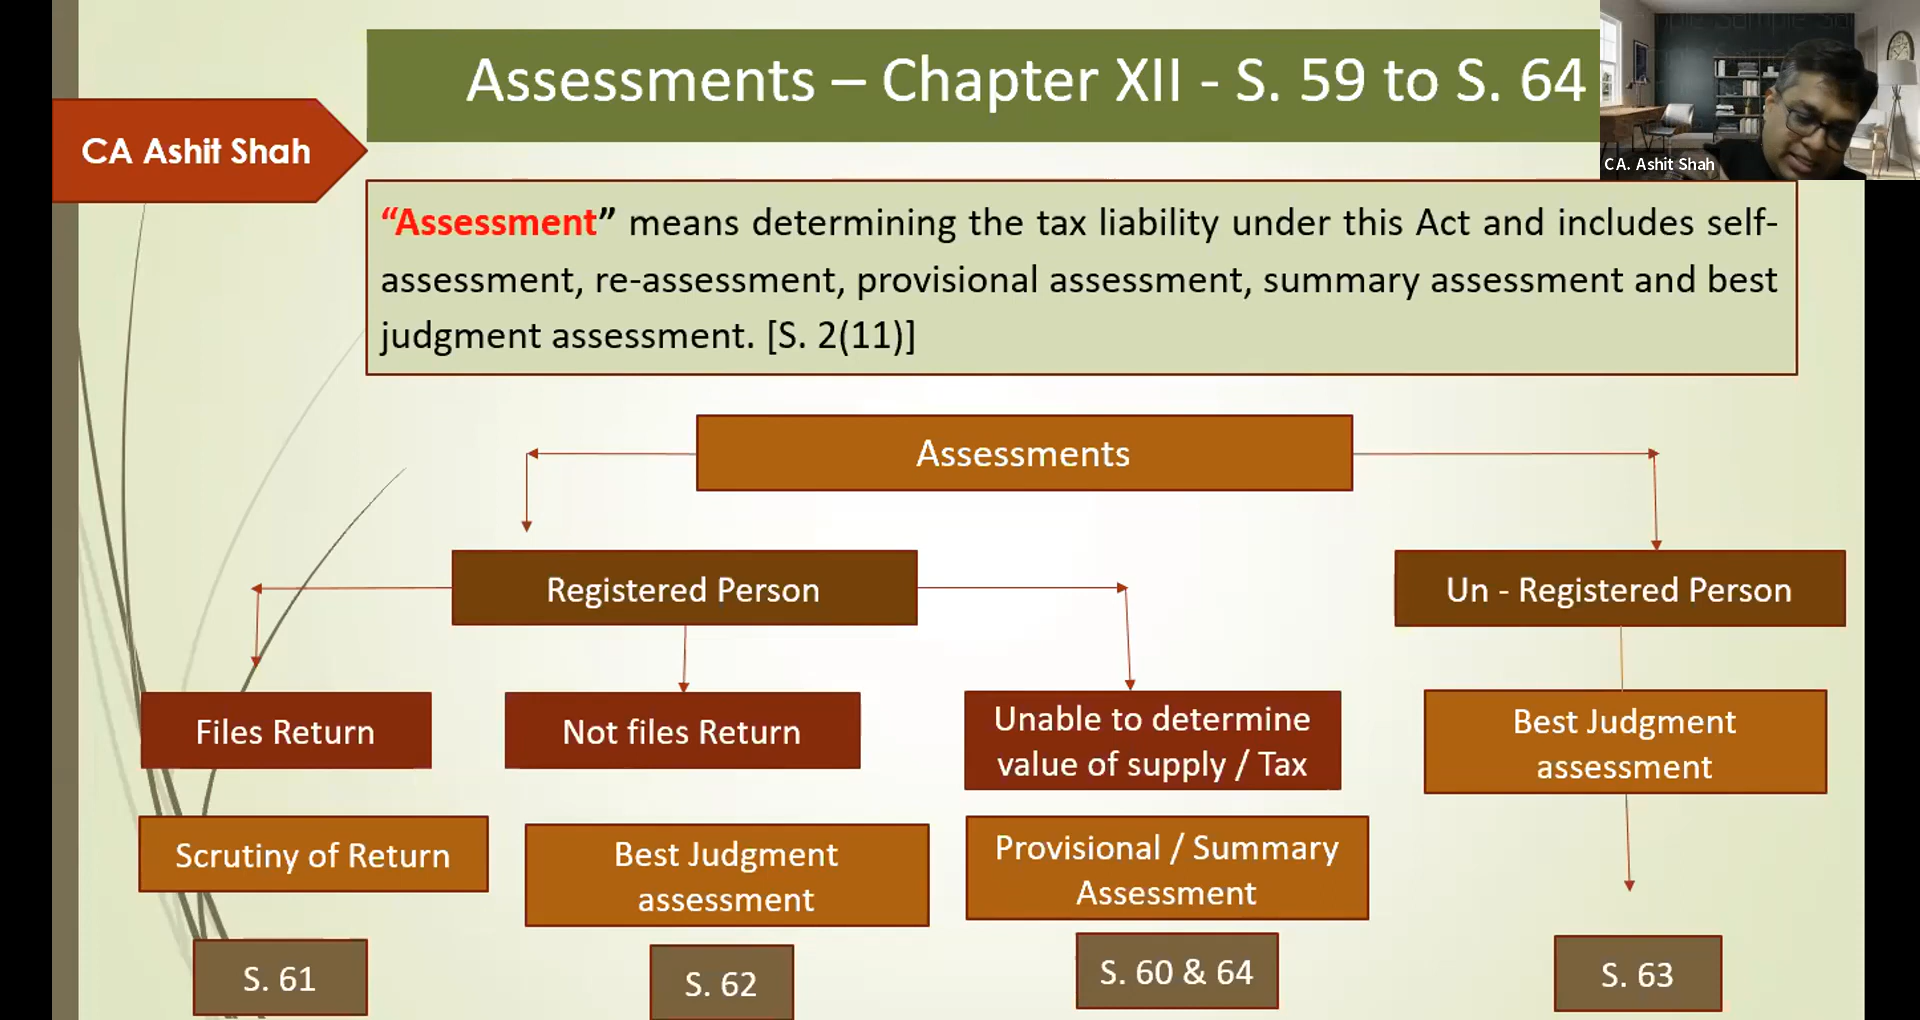 Assessments – Chapter XII - S. 59 to S. 64
CA Ashit Shah
CA. Ashit Shah
“Assessment” means determining the tax liability under this Act and includes self-
assessment, re-assessment, provisional assessment, summary assessment and best
judgment assessment. [S. 2(11)]
Assessments
Registered Person
Un - Registered Person
Files Return
Not files Return
Unable to determine
value of supply / Tax
Best Judgment
assessment
Scrutiny of Return
Best Judgment
assessment
Provisional / Summary
Assessment
S. 61
S. 62
S. 60 & 64
S. 63